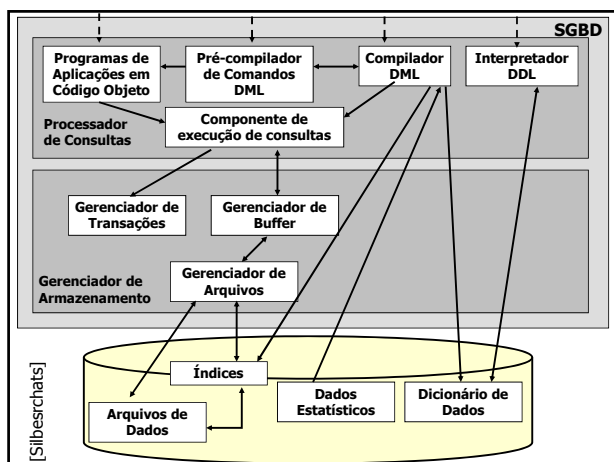 SGBD
Programas de
Aplicações em
Código Objeto
Pré-compilador
de Comandos
DML
Compilador
DML
Interpretador
DDL
Processador
de Consultas
Componente de
execução de consultas
Gerenciador de
Transações
Gerenciador de
Buffer
Gerenciador de
Armazenamento
Gerenciador de
Arquivos
Índices
Arquivos de
Dados
Dados
Estatísticos
Dicionário de
Dados
[Silbesrchats]